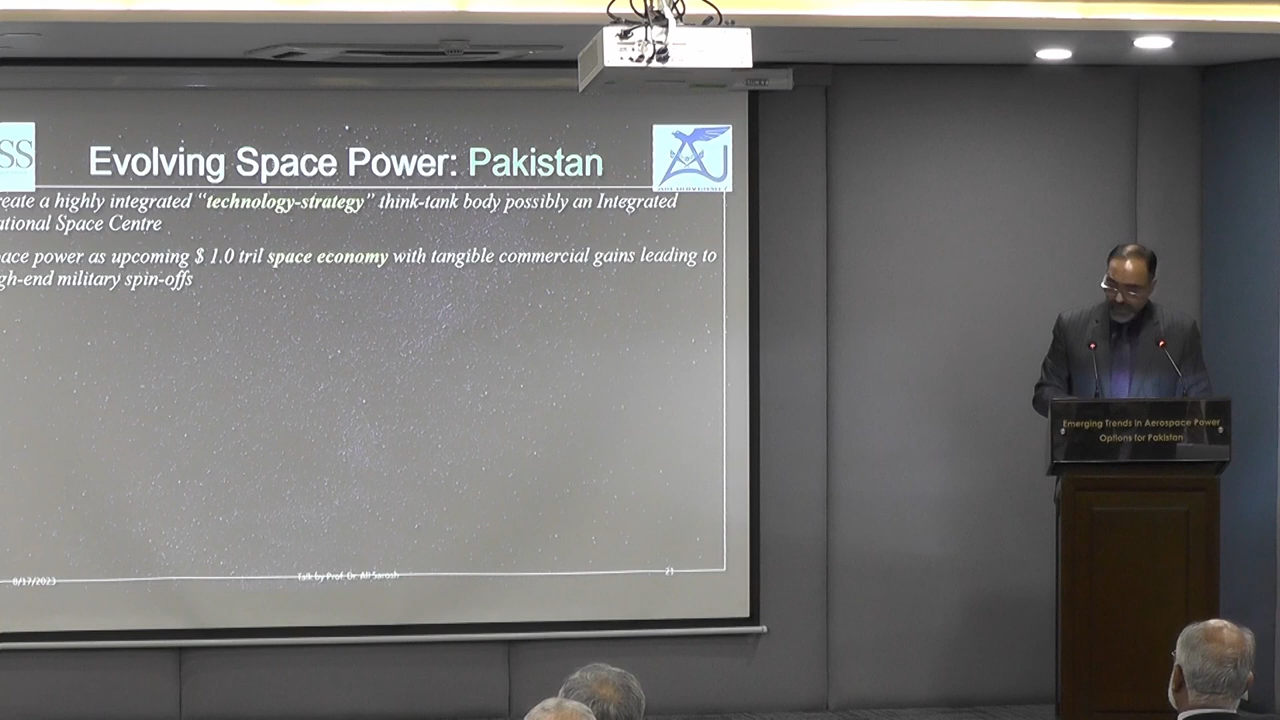 SS
Evolving Space Power: Pakistan
reate a highly integrated “technology-strategy” think-tank body possibly an Integrated
ational Space Centre
pace power as upcoming $ 1.0 tril space economy with tangible commercial gains leading to
gh-end military spin-offs
8/17/2023
Talk by Prof. Dr. Ali Sarosh
21
Emerging Trends in Aerospace Power
Options for Pakistan